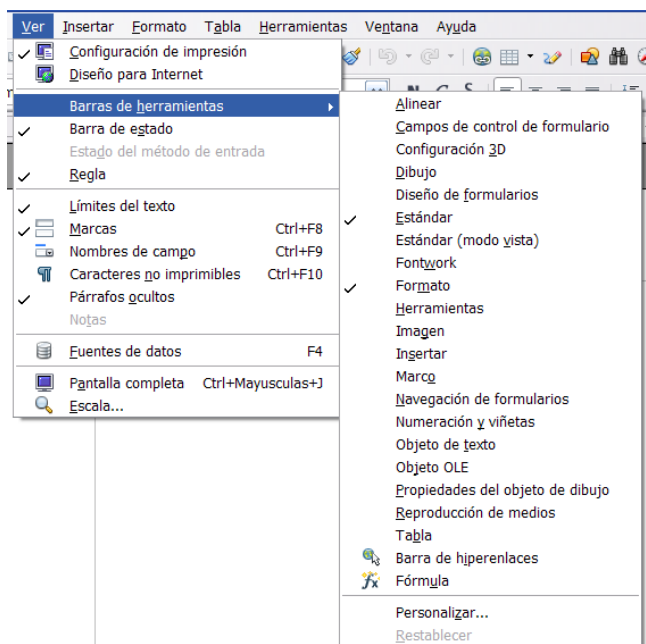 Ver Insertar Formato Tabla Herramientas Ventana Ayuda
Configuración de impresión
Diseño para Internet
Barras de herramientas
Barra de estado
Estado del método de entrada
Regla
Límites del texto
Marcas Ctrl+F8
Nombres de campo Ctrl+F9
Caracteres no imprimibles Ctrl+F10
Párrafos ocultos
Notas
Fuentes de datos F4
Pantalla completa Ctrl+Mayusculas+J
Escala...
Alinear
Campos de control de formulario
Configuración 3D
Dibujo
Diseño de formularios
Estándar
Estándar (modo vista)
Fontwork
Formato
Herramientas
Imagen
Insertar
Marco
Navegación de formularios
Numeración y viñetas
Objeto de texto
Objeto OLE
Propiedades del objeto de dibujo
Reproducción de medios
Tabla
Barra de hiperenlaces
Fórmula
Personalizar...
Restablecer